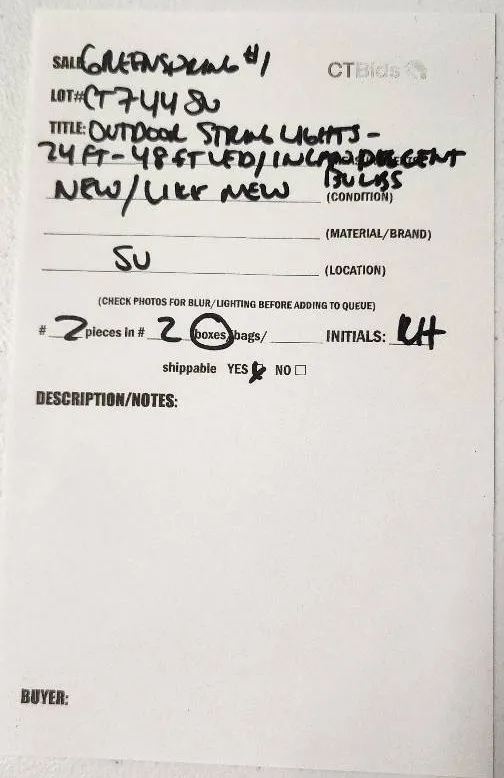 SALE GREENSPRING #1
CTBids
LOT# CT744SU
TITLE: OUTDOOR STRING LIGHTS -
24 FT - 48 FT LED/INCANDESCENT
BULBS
NEW/LIKE NEW (CONDITION)
(MATERIAL/BRAND)
SU (LOCATION)
(CHECK PHOTOS FOR BLUR/LIGHTING BEFORE ADDING TO QUEUE)
# 2 pieces in # 2 boxes/bags/ INITIALS: RH
shippable YES NO
DESCRIPTION/NOTES:
BUYER: